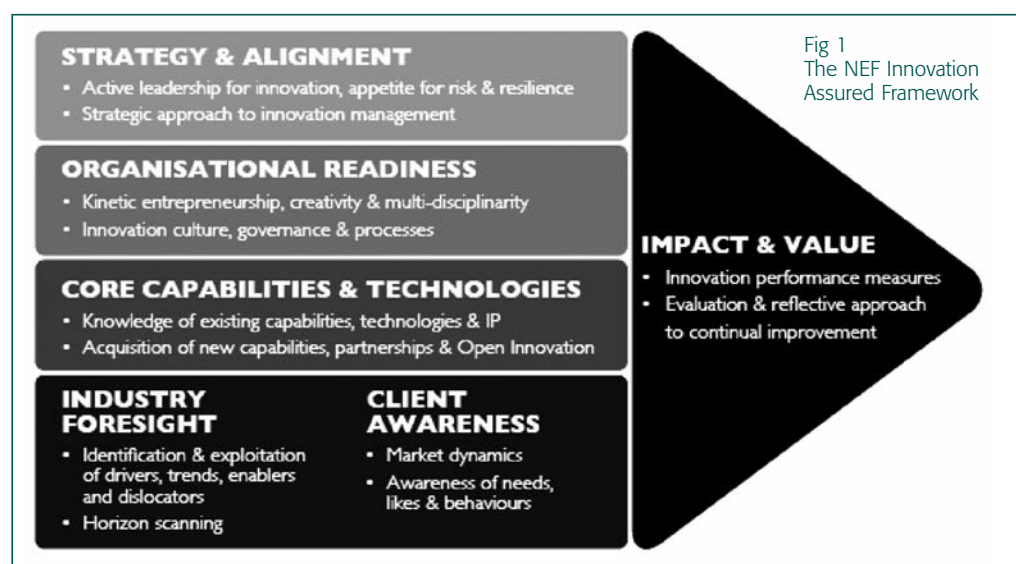 Fig 1
The NEF Innovation
Assured Framework
STRATEGY & ALIGNMENT
• Active leadership for innovation, appetite for risk & resilience
• Strategic approach to innovation management
ORGANISATIONAL READINESS
• Kinetic entrepreneurship, creativity & multi-disciplinarity
• Innovation culture, governance & processes
CORE CAPABILITIES & TECHNOLOGIES
• Knowledge of existing capabilities, technologies & IP
• Acquisition of new capabilities, partnerships & Open Innovation
INDUSTRY
FORESIGHT
• Identification & exploitation
of drivers, trends, enablers
and dislocators
• Horizon scanning
CLIENT
AWARENESS
• Market dynamics
• Awareness of needs,
likes & behaviours
IMPACT & VALUE
• Innovation performance measures
• Evaluation & reflective approach
to continual improvement